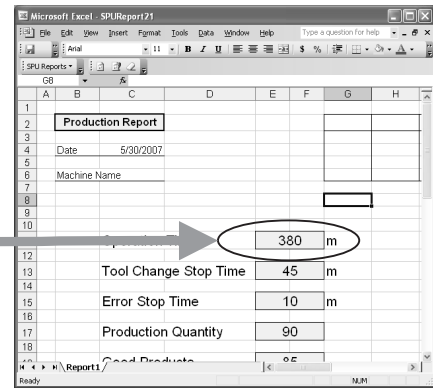 Microsoft Excel - SPUReport21
File Edit View Insert Format Tools Data Window Help Type a question for help
Arial 11 B I U $ %
SPU Reports
G8 fx
A B C D E F G H
1
2 Production Report
3
4 Date 5/30/2007
5
6 Machine Name
7
8
9
10
380 m
12
13 Tool Change Stop Time 45 m
14
15 Error Stop Time 10 m
16
17 Production Quantity 90
18
Good Products 85
Report1
Ready NUM